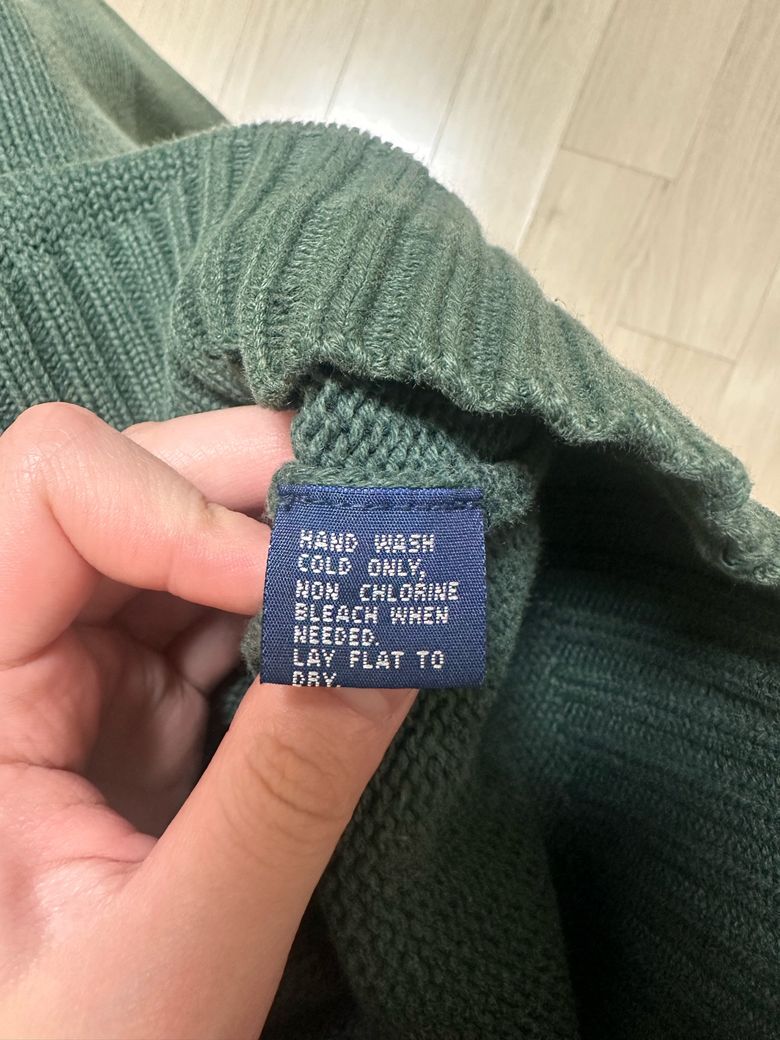 HAND WASH
COLD ONLY,
NON CHLORINE
BLEACH WHEN
NEEDED.
LAY FLAT TO
DRY.